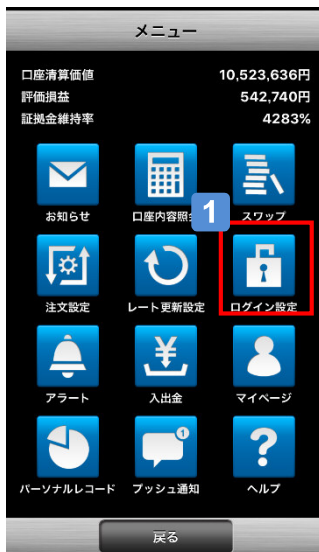 メニュー
口座清算価値 10,523,636円
評価損益 542,740円
証拠金維持率 4283%
お知らせ 口座内容照 1 スワップ
注文設定 レート更新設定 ログイン設定
¥
アラート 入出金 マイページ
1
?
パーソナルレコード プッシュ通知 ヘルプ
戻る